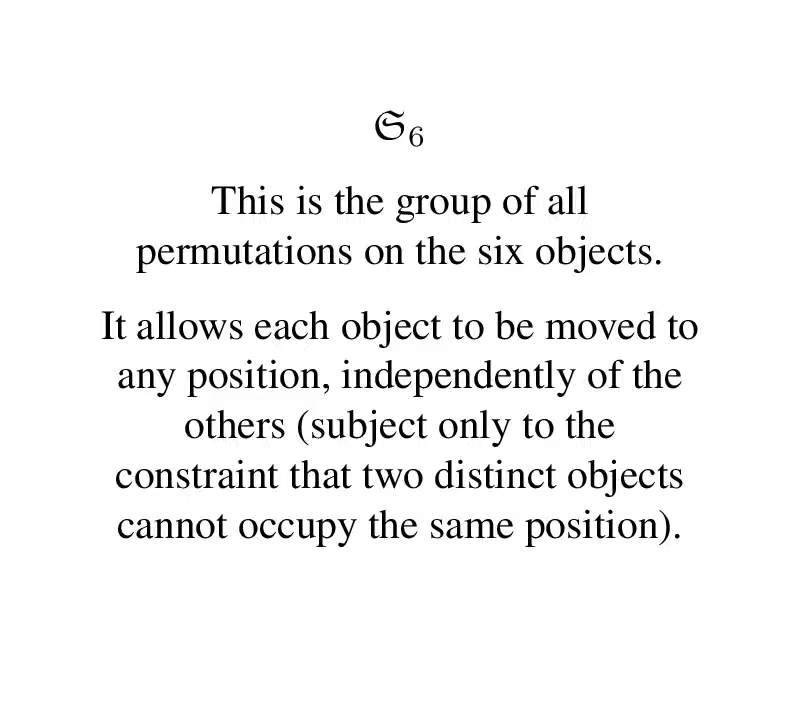 𝔖₆
This is the group of all
permutations on the six objects.
It allows each object to be moved to
any position, independently of the
others (subject only to the
constraint that two distinct objects
cannot occupy the same position).